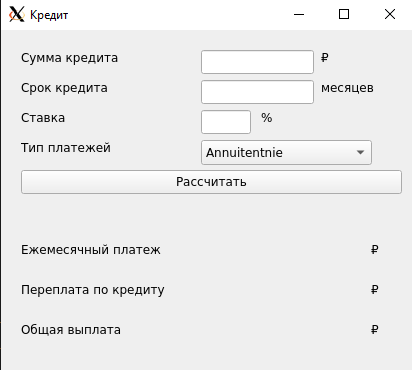 Кредит
Сумма кредита ₽
Срок кредита месяцев
Ставка %
Тип платежей Annuitentnie
Рассчитать
Ежемесячный платеж ₽
Переплата по кредиту ₽
Общая выплата ₽